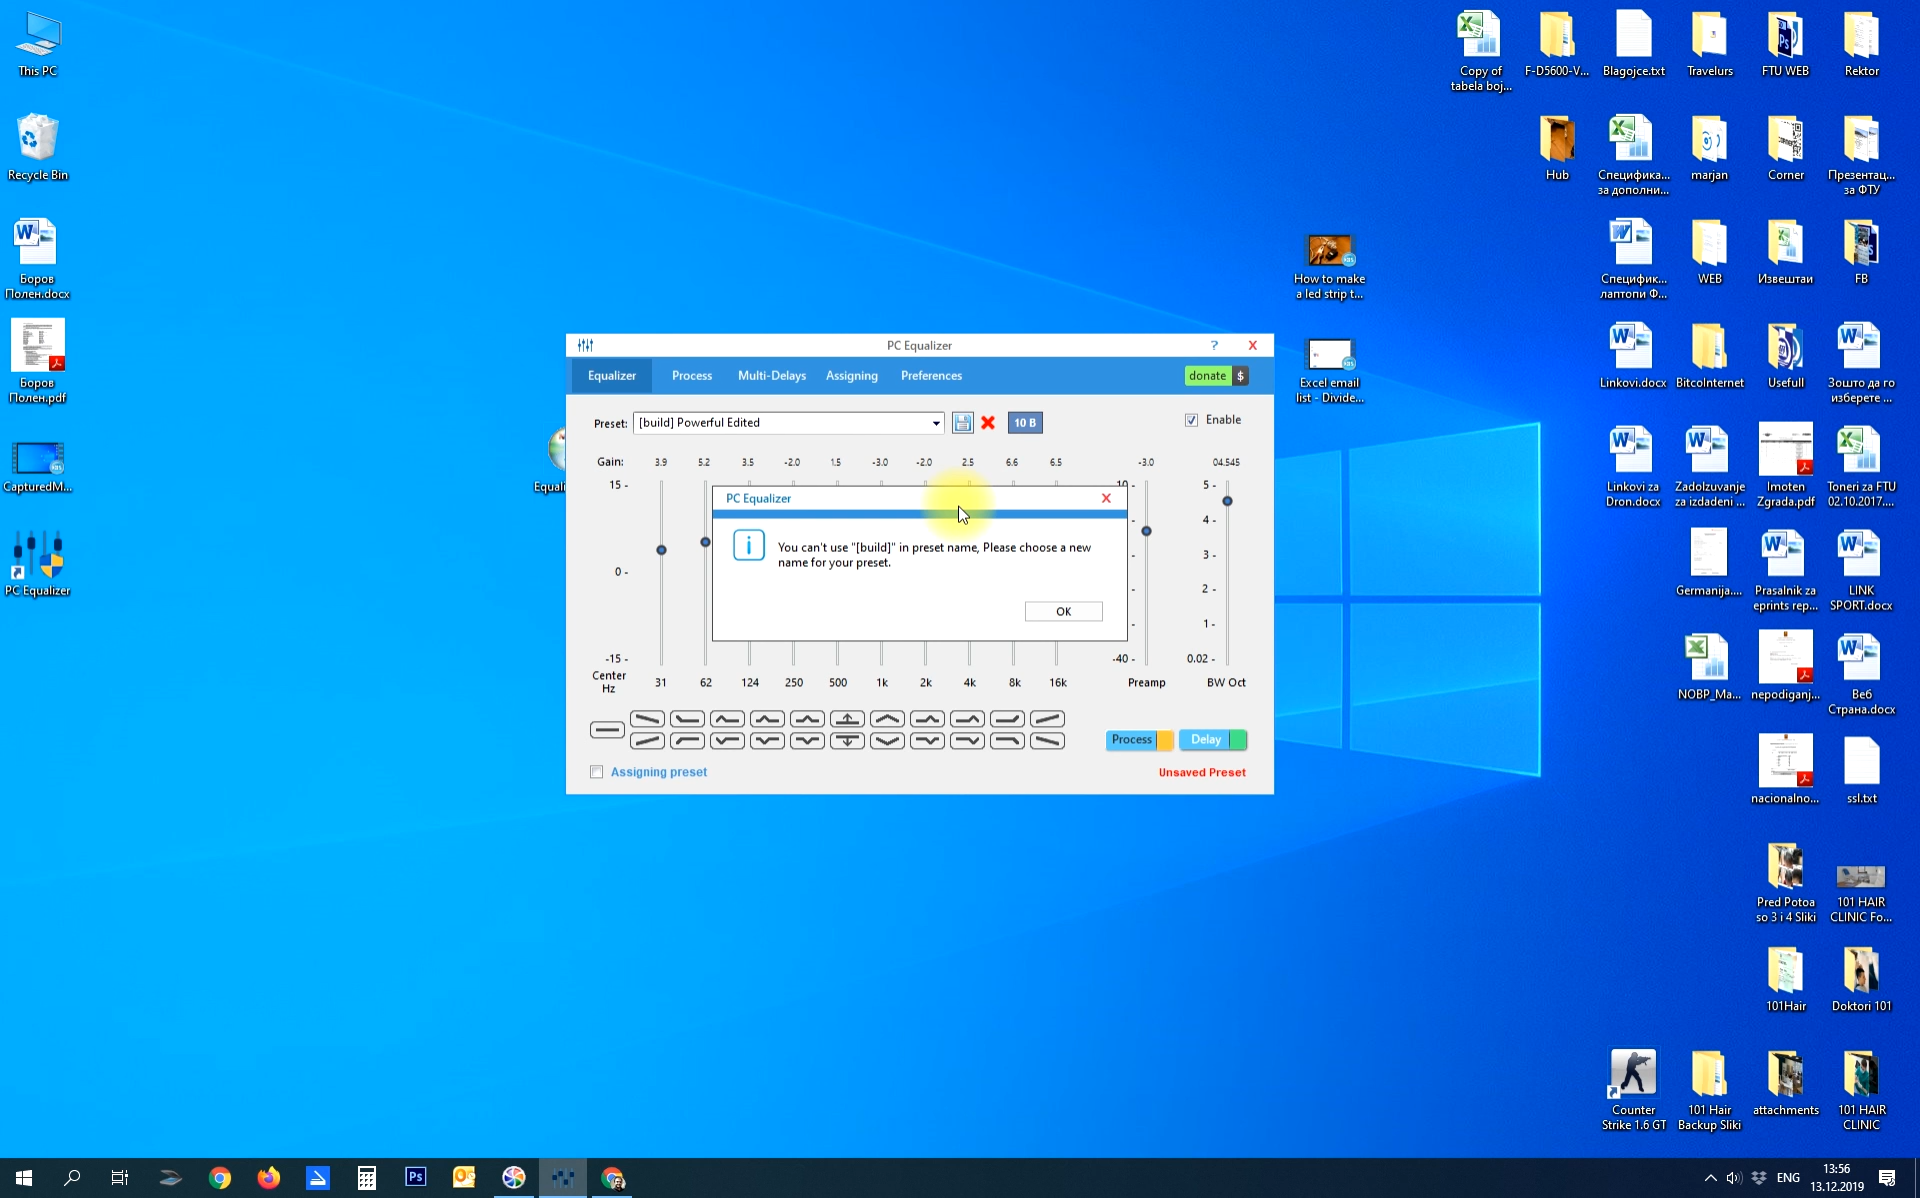 This PC
Recycle Bin
Боров
Полен.docx
Боров
Полен.pdf
CapturedM...
PC Equalizer
Equali
How to make
a led strip t...
Excel email
list - Divide...
Copy of
tabela boj...
F-D5600-V...
Blagojce.txt
Travelurs
FTU WEB
Rektor
Hub
Спецификa...
за дополни...
marjan
Corner
Презентац...
за ФТУ
Специфик...
лаптопи Ф...
WEB
Извештаи
FB
Linkovi.docx
BitcoInternet
Usefull
Зошто да го
изберете ...
Linkovi za
Dron.docx
Zadolzuvanje
za izdadeni ...
Imoten
Zgrada.pdf
Toneri za FTU
02.10.2017....
Germanija....
Prasalnik za
eprints rep...
LINK
SPORT.docx
NOBP_Ma...
nepodiganj...
Веб
Страна.docx
nacionalno...
ssl.txt
Pred Potoa
so 3 i 4 Sliki
101 HAIR
CLINIC Fo...
101Hair
Doktori 101
Counter
Strike 1.6 GT
101 Hair
Backup Sliki
attachments
101 HAIR
CLINIC
PC Equalizer ? X
Equalizer Process Multi-Delays Assigning Preferences donate $
Preset: [build] Powerful Edited 10 B Enable
Gain: 3.9 5.2 3.5 -2.0 1.5 -3.0 -2.0 2.5 6.6 6.5 -3.0 04.545
15 - 10 - 5 -
4 -
3 -
0 -
2 -
1 -
-15 - -40 - 0.02 -
Center
Hz 31 62 124 250 500 1k 2k 4k 8k 16k Preamp BW Oct
PC Equalizer X
You can't use "[build]" in preset name, Please choose a new
name for your preset.
OK
Process Delay
Assigning preset Unsaved Preset
Ps
ENG
13:56
13.12.2019